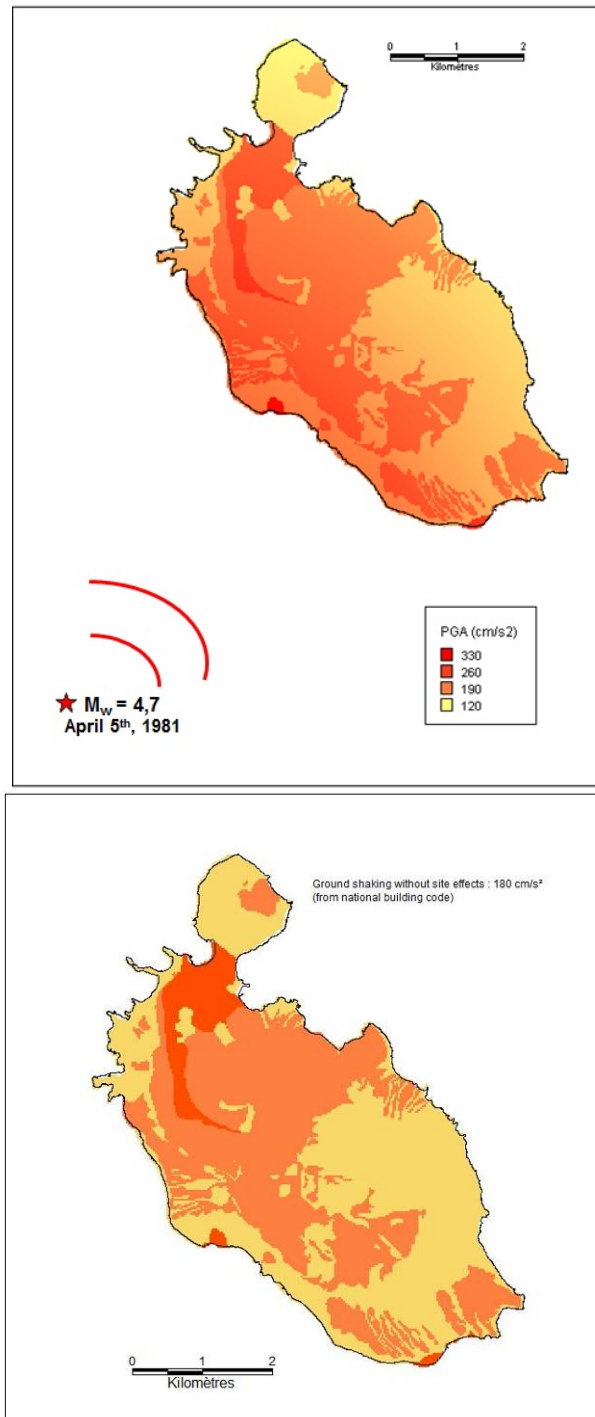 0 1 2
Kilomètres
PGA (cm/s2)
330
260
190
120
Mw = 4,7
April 5th, 1981
Ground shaking without site effects : 180 cm/s²
(from national building code)
0 1 2
Kilomètres